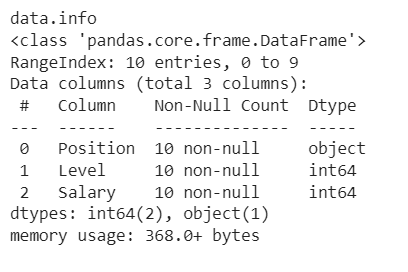 data.info
<class 'pandas.core.frame.DataFrame'>
RangeIndex: 10 entries, 0 to 9
Data columns (total 3 columns):
 #   Column    Non-Null Count  Dtype
---  ------    --------------  -----
 0   Position  10 non-null     object
 1   Level     10 non-null     int64
 2   Salary    10 non-null     int64
dtypes: int64(2), object(1)
memory usage: 368.0+ bytes